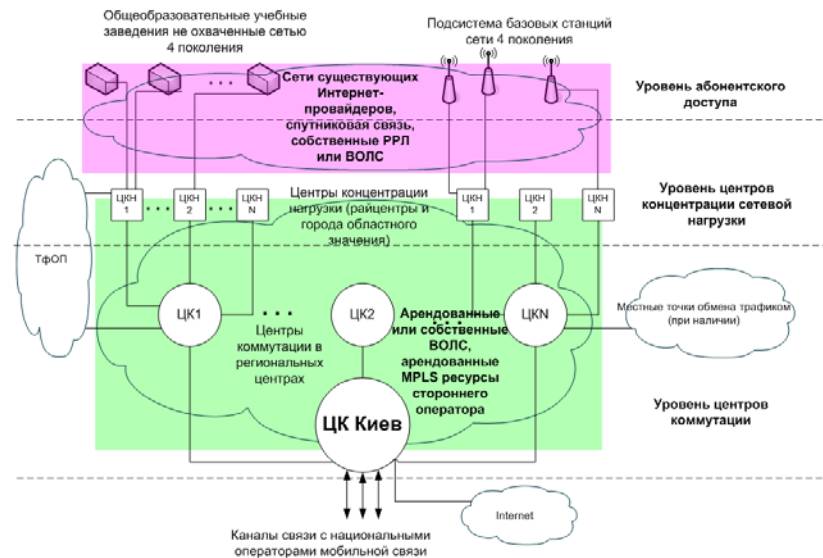 Общеобразовательные учебные
заведения не охваченные сетью
4 поколения
Подсистема базовых станций
сети 4 поколения
Сети существующих
Интернет-
провайдеров,
спутниковая связь,
собственные РРЛ
или ВОЛС
Уровень абонентского
доступа
ЦКН
1
ЦКН
2
ЦКН
N
Центры концентрации
нагрузки (райцентры и
города областного
значения)
ЦКН
1
ЦКН
2
ЦКН
N
Уровень центров
концентрации сетевой
нагрузки
ТфОП
ЦК1
ЦК2
ЦКN
Центры
коммутации в
региональных
центрах
Арендованные
или собственные
ВОЛС,
арендованные
MPLS ресурсы
стороннего
оператора
Местные точки обмена трафиком
(при наличии)
Уровень центров
коммутации
ЦК Киев
Internet
Каналы связи с национальными
операторами мобильной связи